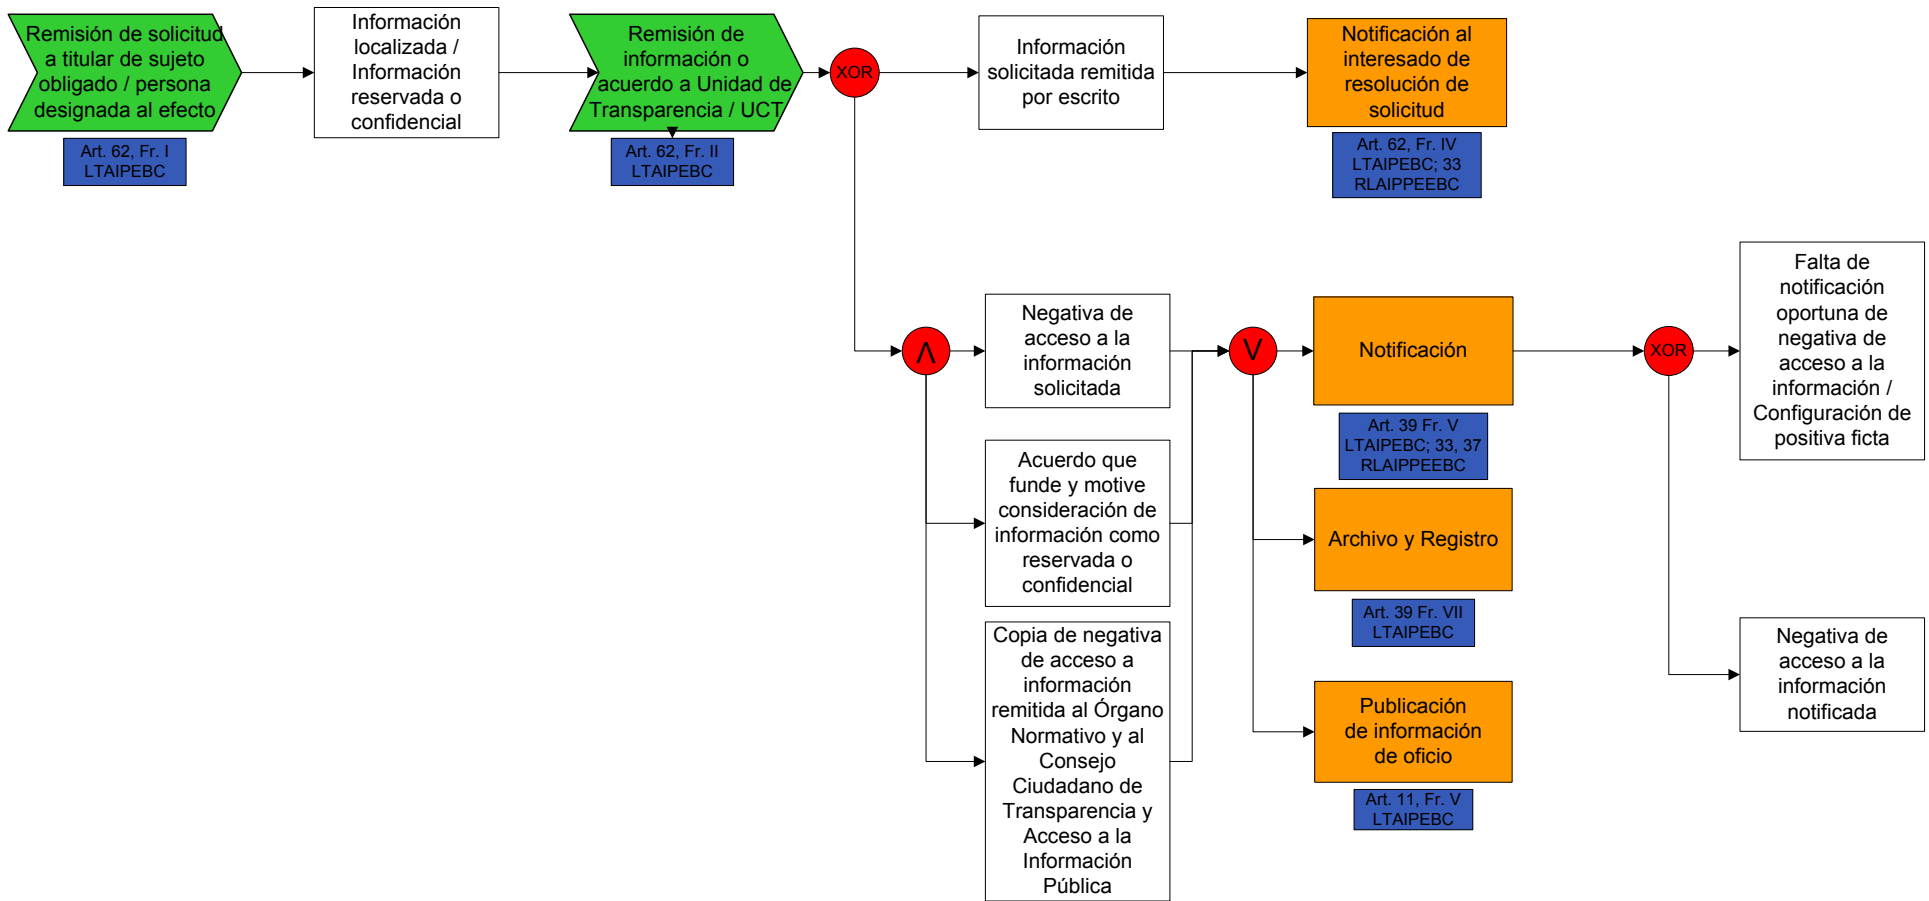 Remisión de solicitud
a titular de sujeto
obligado / persona
designada al efecto
Art. 62, Fr. I
LTAIPEBC
Información
localizada /
Información
reservada o
confidencial
Remisión de
información o
acuerdo a Unidad de
Transparencia / UCT
Art. 62, Fr. II
LTAIPEBC
XOR
Información
solicitada remitida
por escrito
Notificación al
interesado de
resolución de
solicitud
Art. 62, Fr. IV
LTAIPEBC; 33
RLAIPPEEBC
Λ
Negativa de
acceso a la
información
solicitada
Acuerdo que
funde y motive
consideración de
información como
reservada o
confidencial
Copia de negativa
de acceso a
información
remitida al Órgano
Normativo y al
Consejo
Ciudadano de
Transparencia y
Acceso a la
Información
Pública
V
Notificación
Art. 39 Fr. V
LTAIPEBC; 33, 37
RLAIPPEEBC
Archivo y Registro
Art. 39 Fr. VII
LTAIPEBC
Publicación
de información
de oficio
Art. 11, Fr. V
LTAIPEBC
XOR
Falta de
notificación
oportuna de
negativa de
acceso a la
información /
Configuración de
positiva ficta
Negativa de
acceso a la
información
notificada